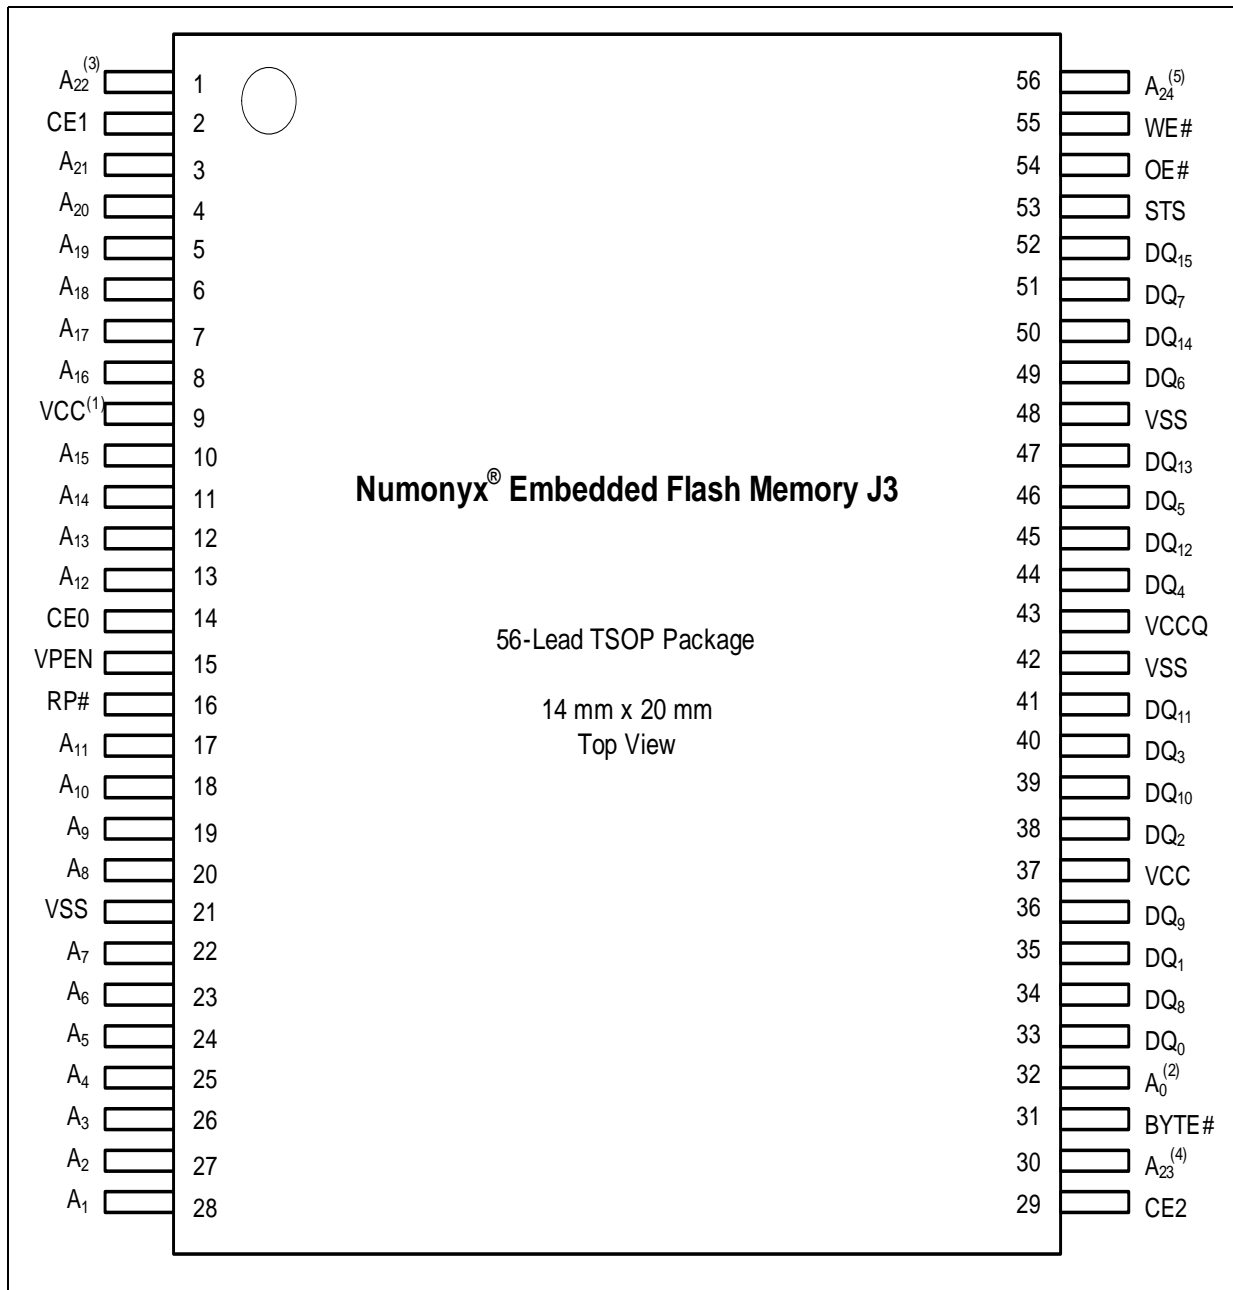 A22(3) 1 56 A24(5)
CE1 2 55 WE#
A21 3 54 OE#
A20 4 53 STS
A19 5 52 DQ15
A18 6 51 DQ7
A17 7 50 DQ14
A16 8 49 DQ6
VCC(1) 9 48 VSS
A15 10 47 DQ13
A14 11 46 DQ5
Numonyx® Embedded Flash Memory J3
A13 12 45 DQ12
A12 13 44 DQ4
CE0 14 43 VCCQ
56-Lead TSOP Package
VPEN 15 42 VSS
RP# 16 41 DQ11
14 mm x 20 mm
A11 17 40 DQ3
Top View
A10 18 39 DQ10
A9 19 38 DQ2
A8 20 37 VCC
VSS 21 36 DQ9
A7 22 35 DQ1
A6 23 34 DQ8
A5 24 33 DQ0
A4 25 32 A0(2)
A3 26 31 BYTE#
A2 27 30 A23(4)
A1 28 29 CE2